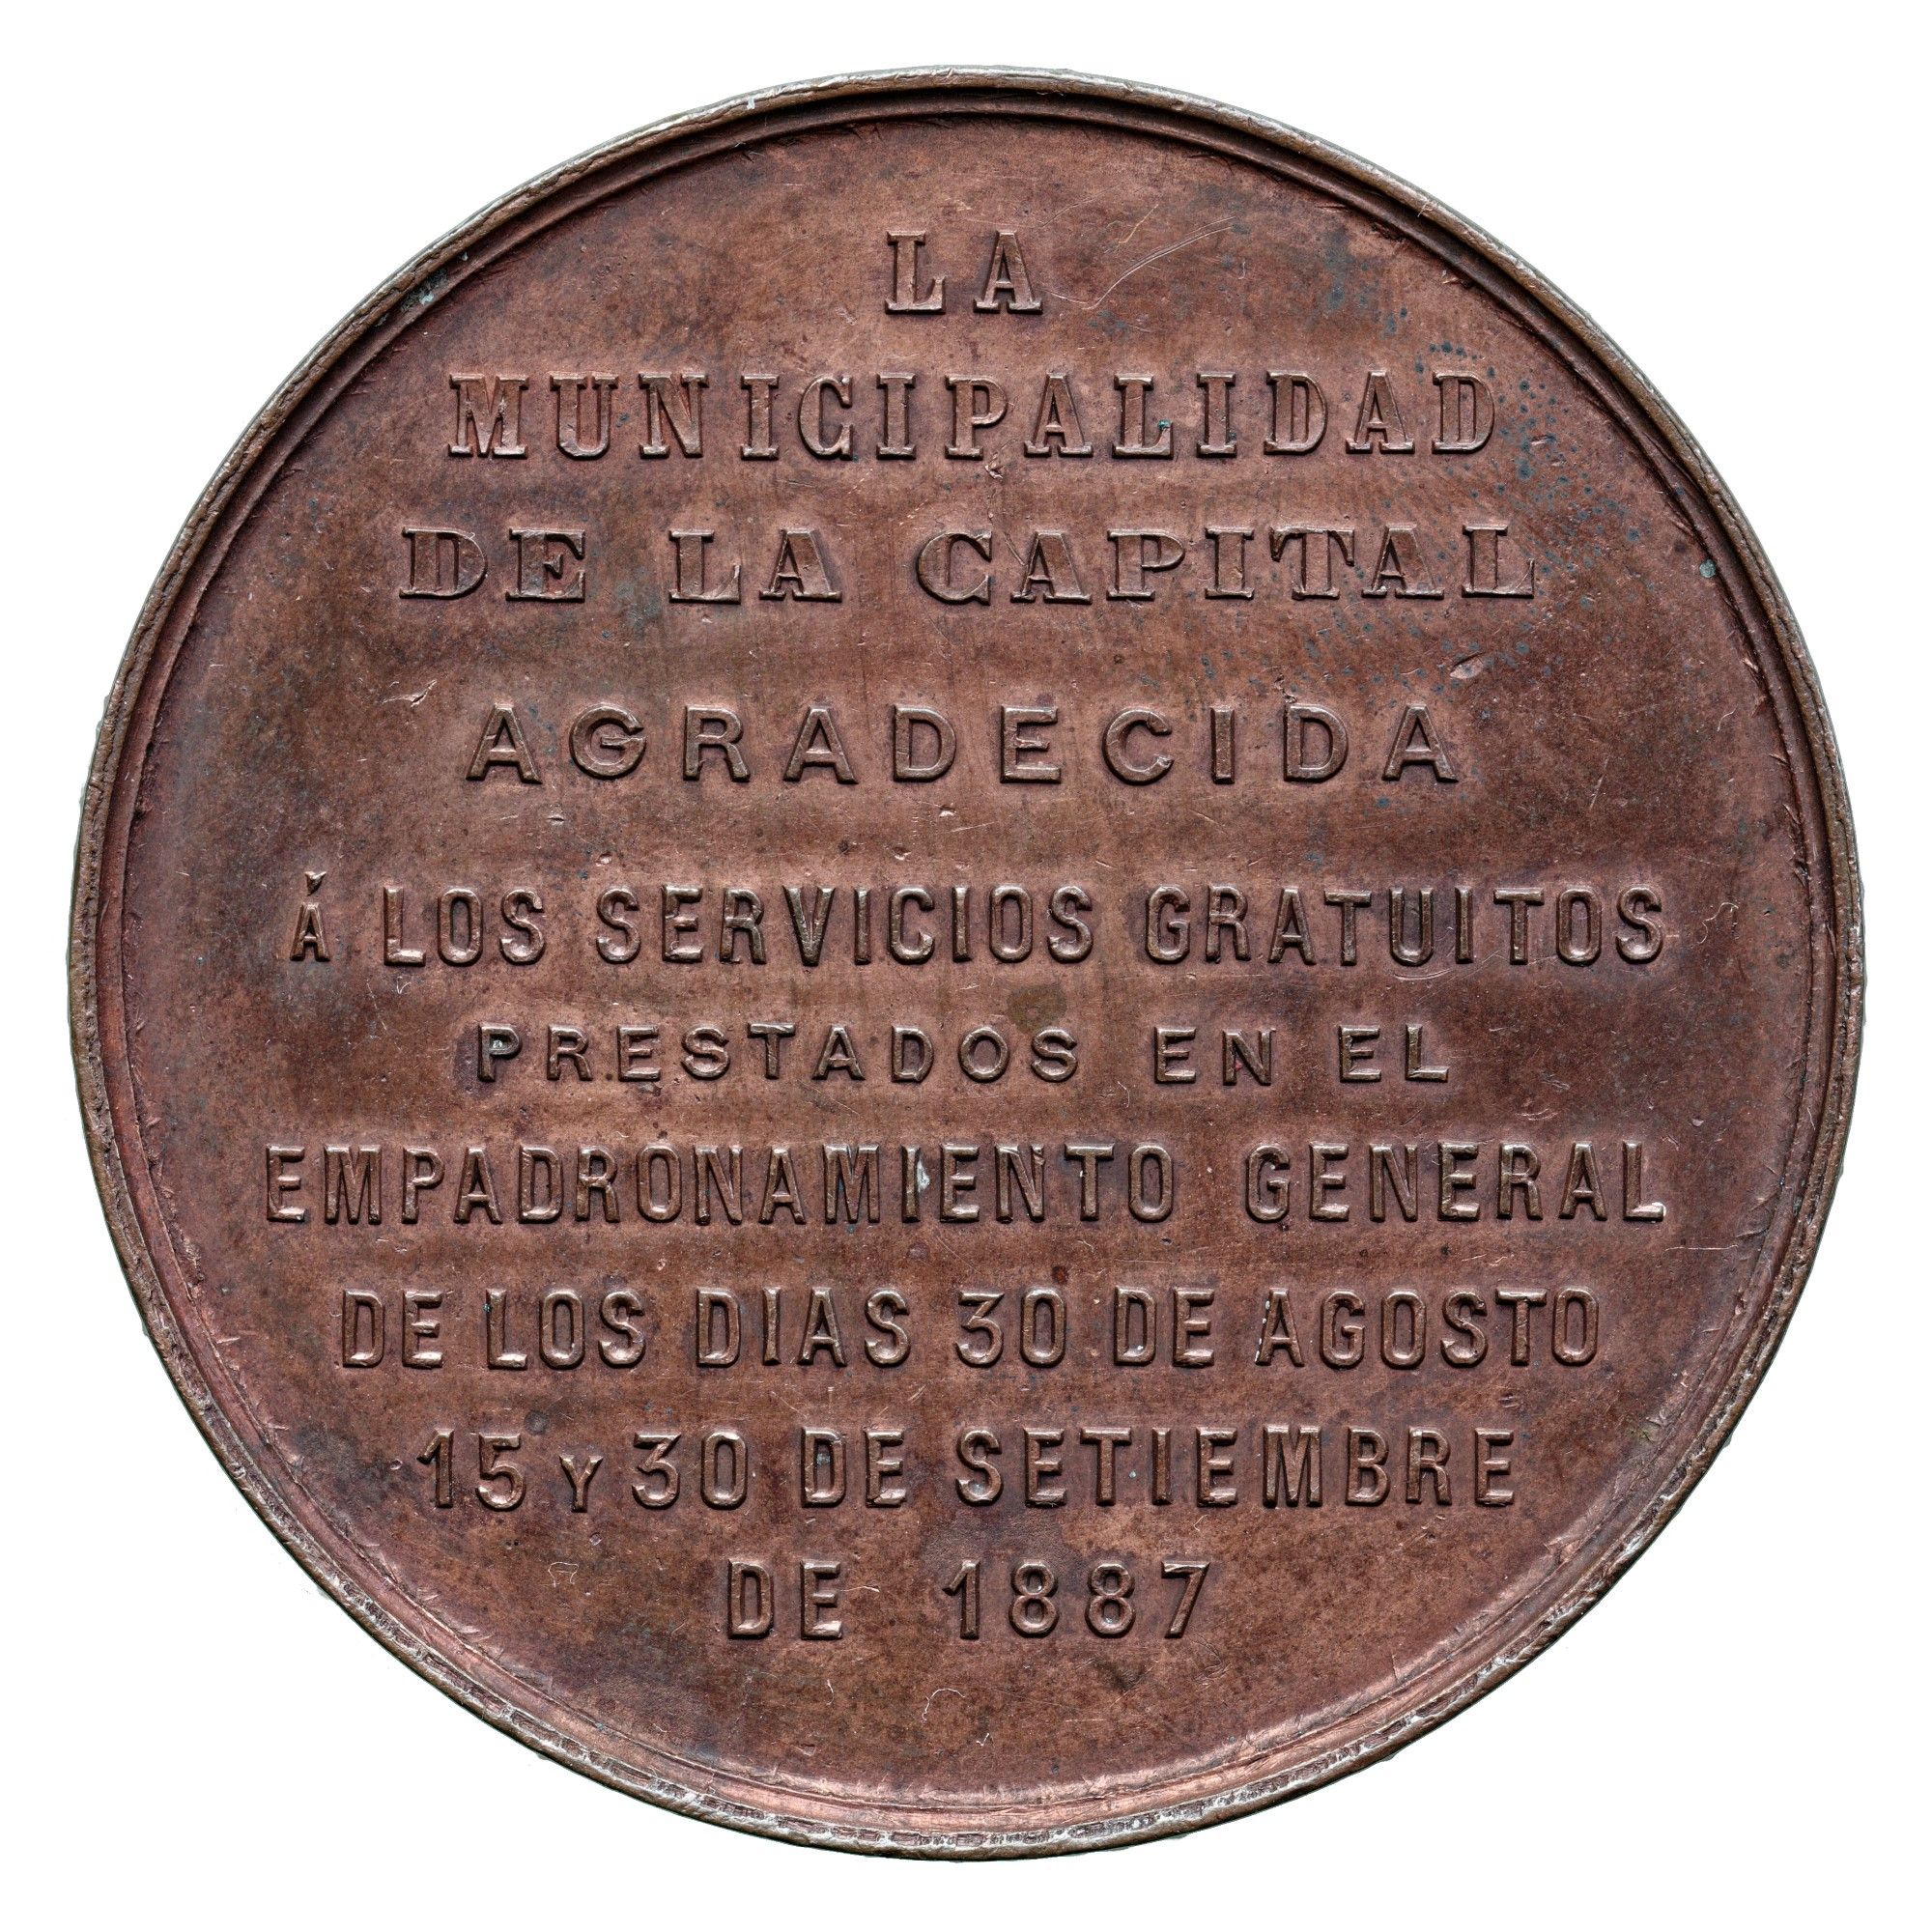 LA
MUNICIPALIDAD
DE LA CAPITAL
AGRADECIDA
Á LOS SERVICIOS GRATUITOS
PRESTADOS EN EL
EMPADRONAMIENTO GENERAL
DE LOS DIAS 30 DE AGOSTO
15 Y 30 DE SETIEMBRE
DE 1887